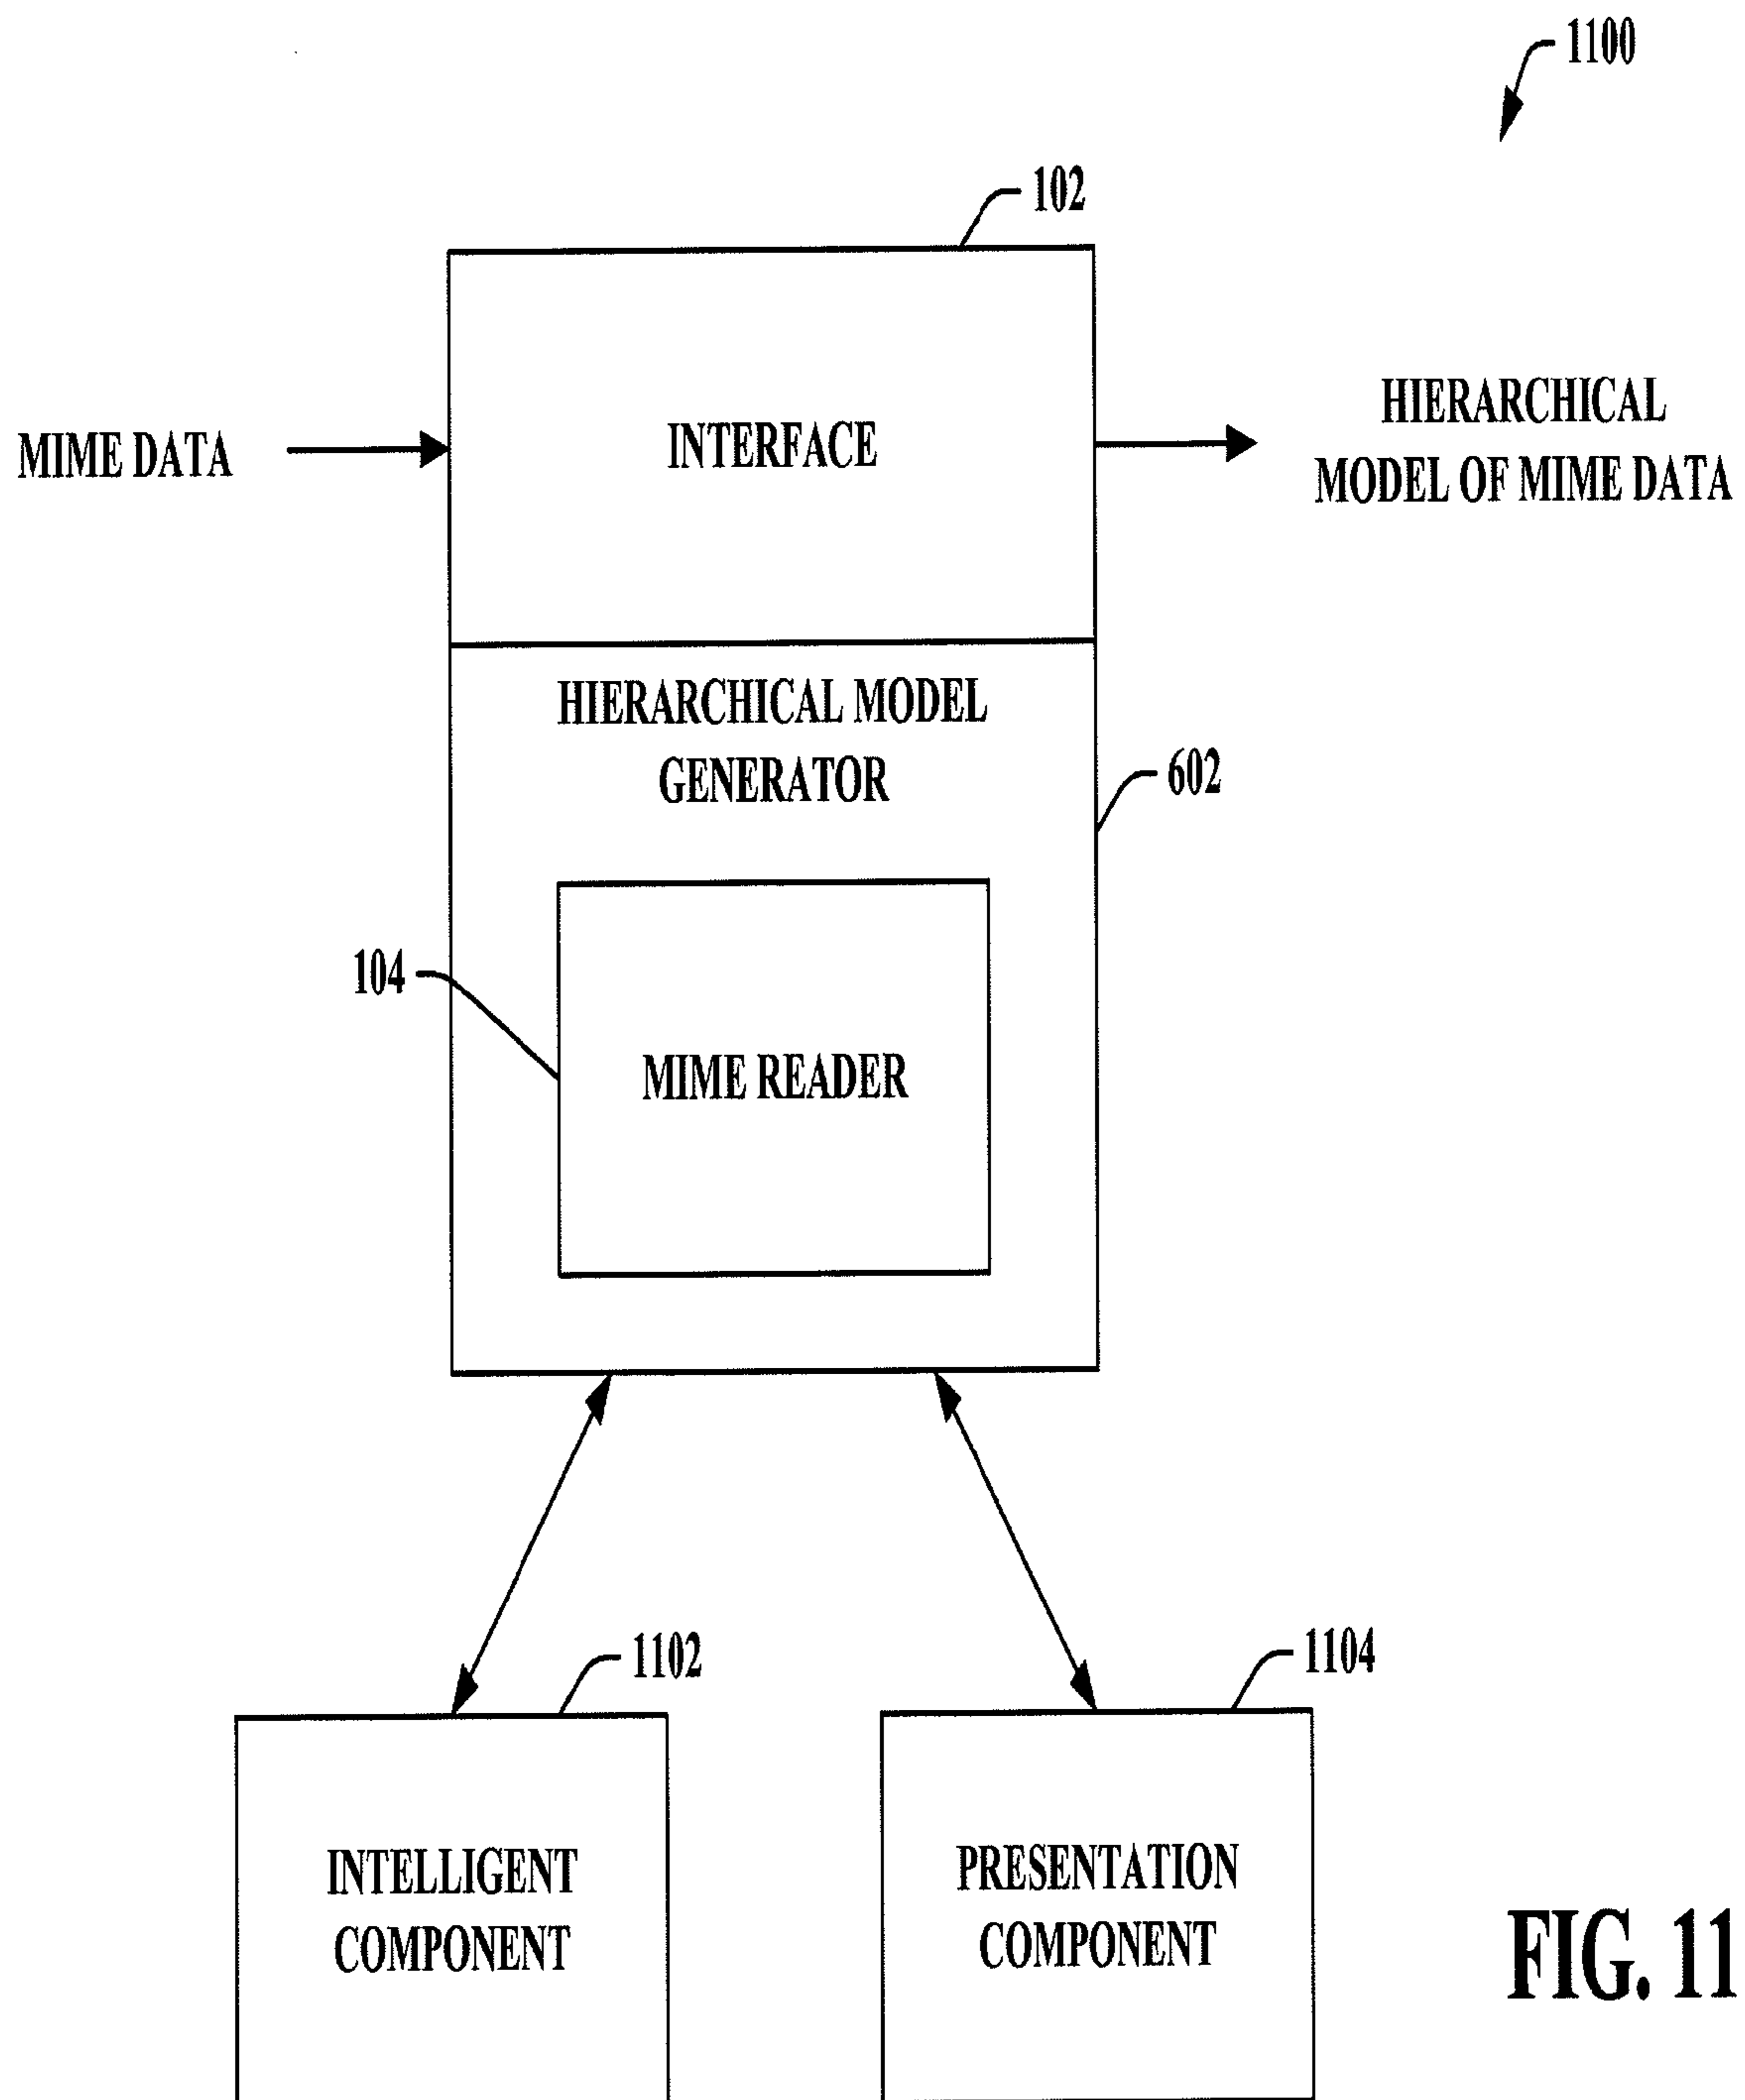 1100
102
MIME DATA
INTERFACE
HIERARCHICAL
MODEL OF MIME DATA
HIERARCHICAL MODEL
GENERATOR
602
104
MIME READER
1102
1104
INTELLIGENT
COMPONENT
PRESENTATION
COMPONENT
FIG. 11